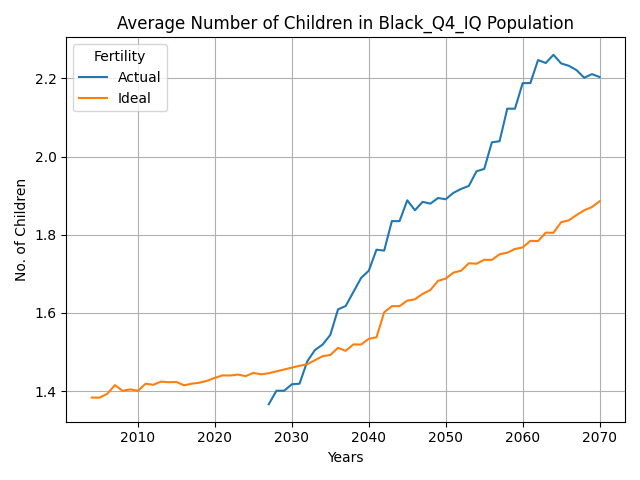 Average Number of Children in Black_Q4_IQ Population
Fertility
Actual
Ideal
No. of Children
2.2
2.0
1.8
1.6
1.4
2010 2020 2030 2040 2050 2060 2070
Years